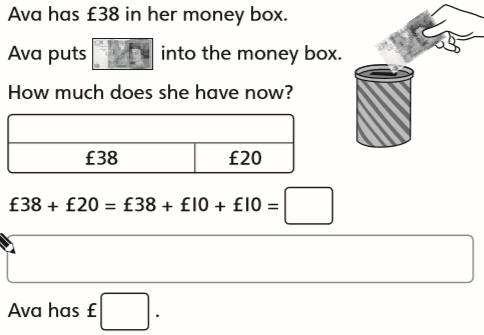 Ava has £38 in her money box.
Ava puts into the money box.
How much does she have now?
£38 £20
£38 + £20 = £38 + £10 + £10 =
Ava has £ .